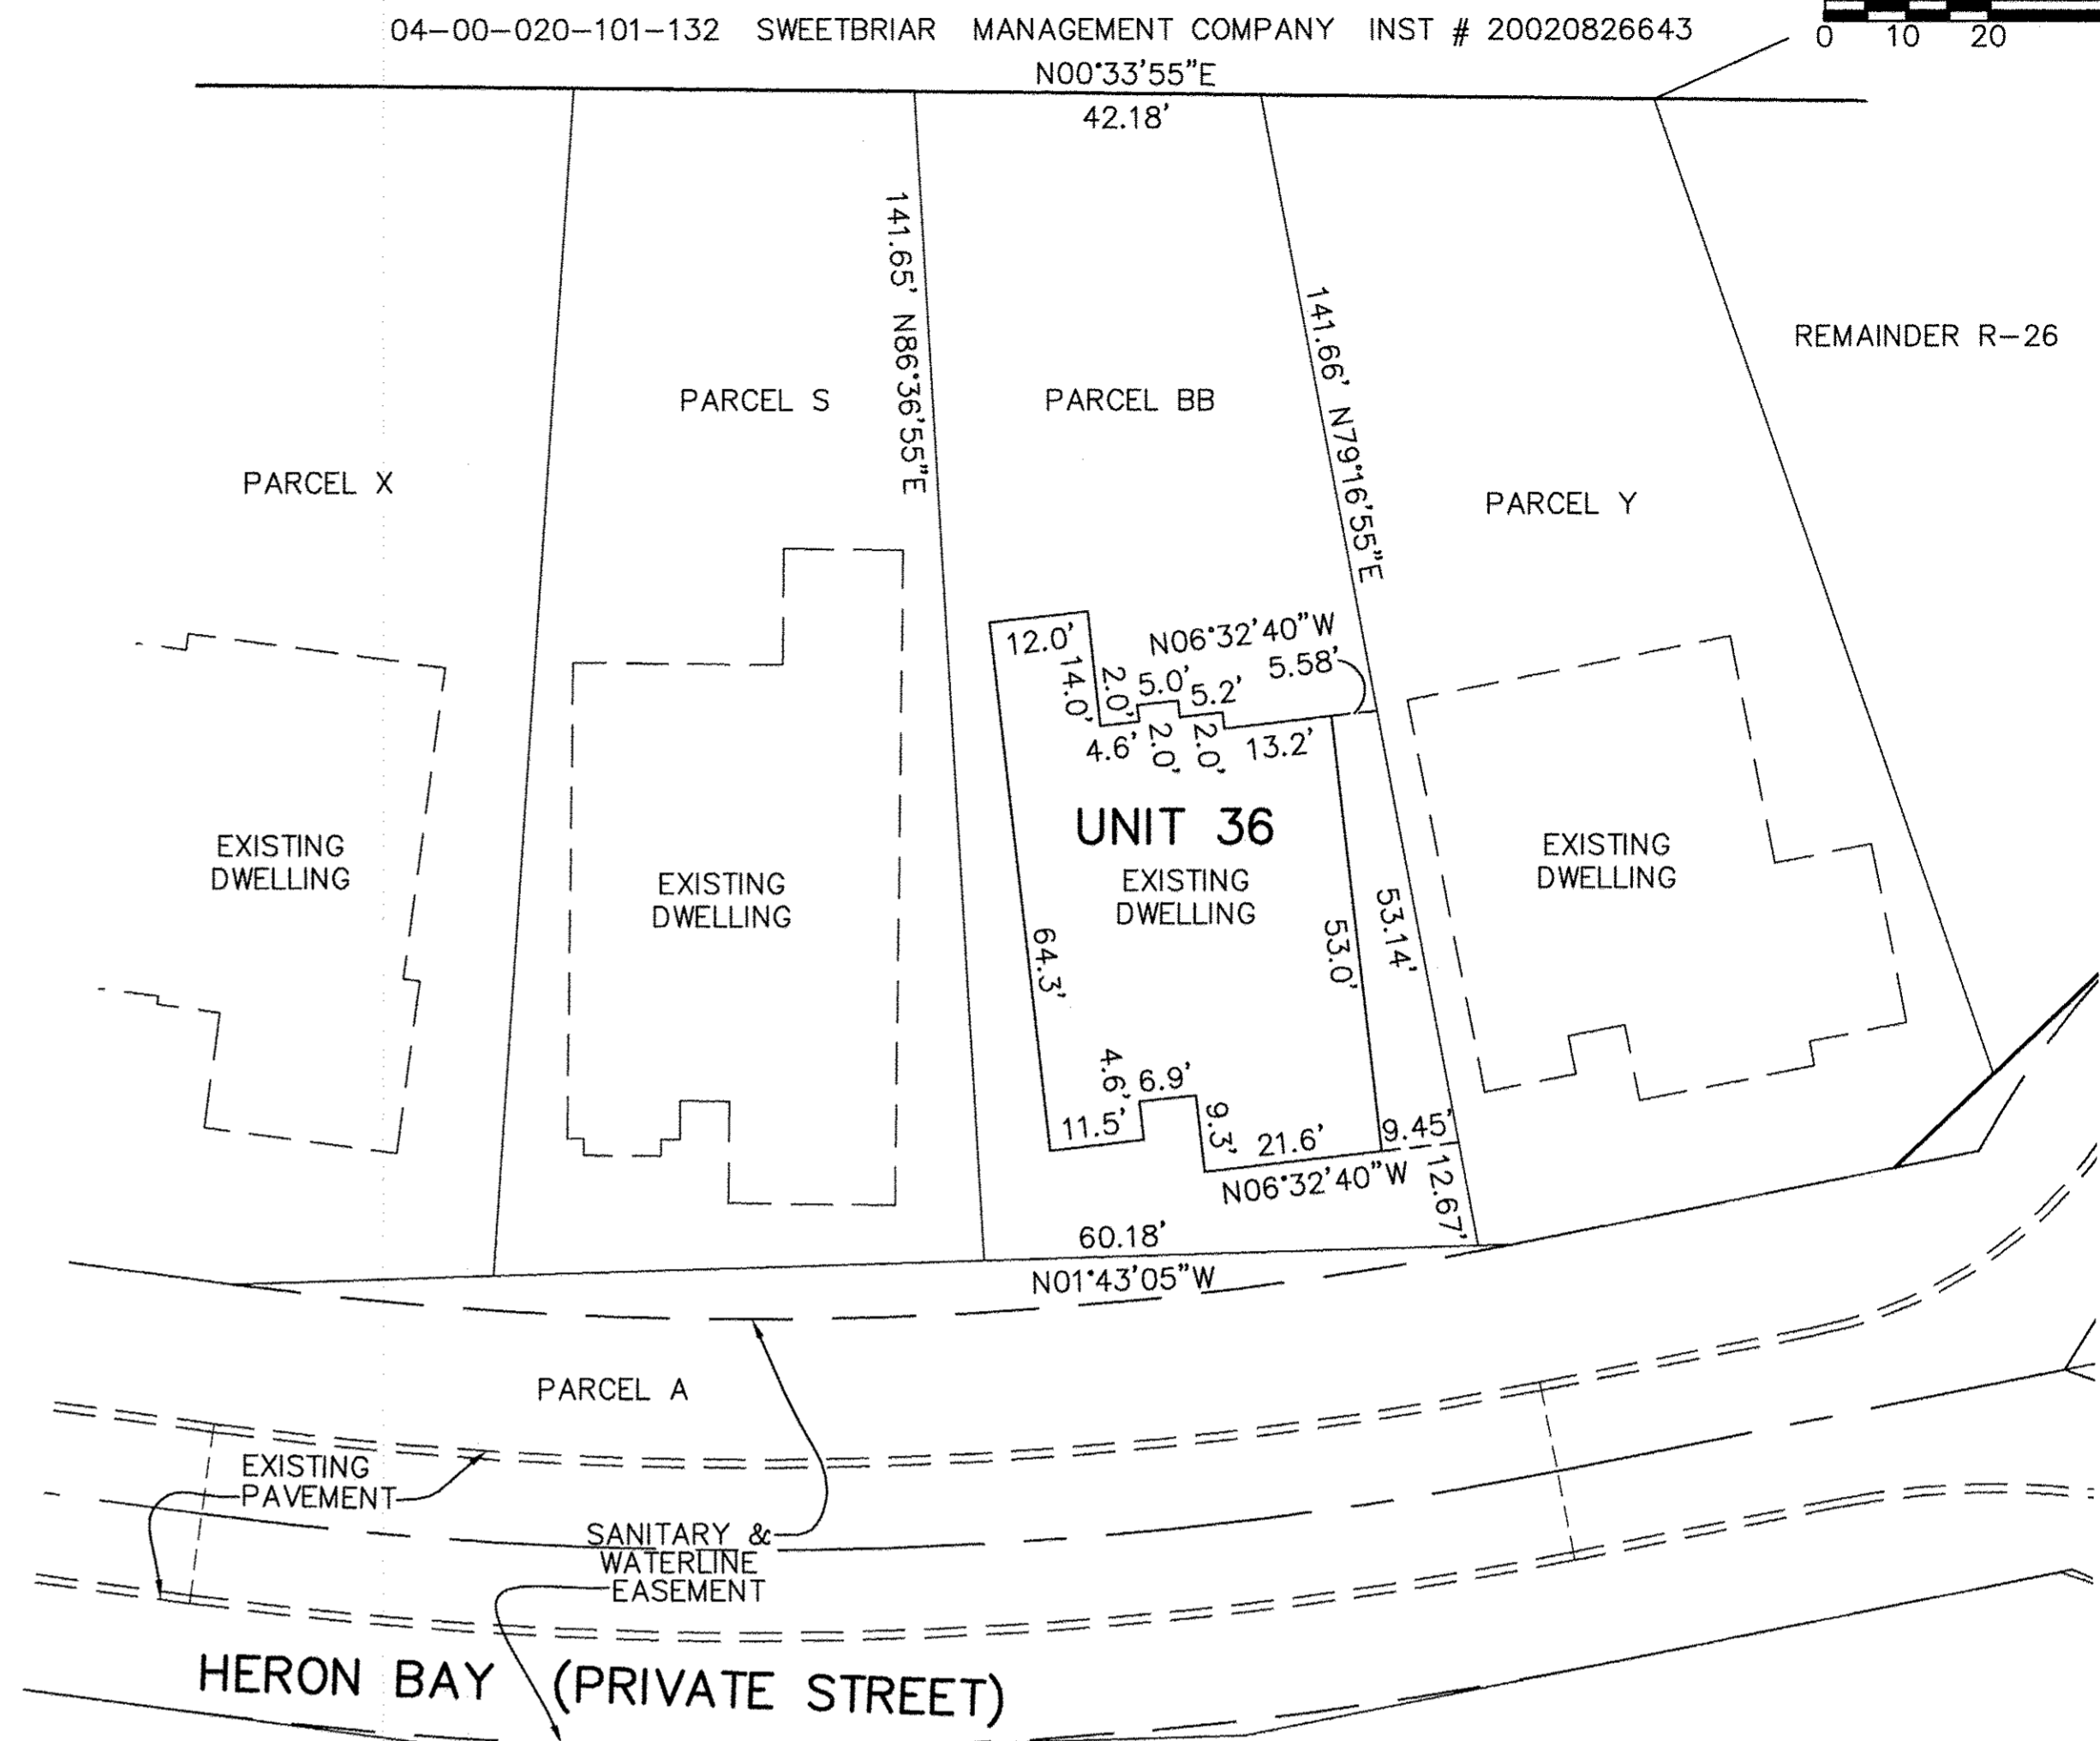 04-00-020-101-132 SWEETBRIAR MANAGEMENT COMPANY INST # 20020826643
0 10 20
N00°33'55"E
42.18'
141.65' N86°36'55"E
141.66' N79°16'55"E
REMAINDER R-26
PARCEL S
PARCEL BB
PARCEL X
PARCEL Y
N06°32'40"W
12.0'
14.0'
2.0'
5.0'
5.2'
5.58'
4.6'
2.0'
2.0'
13.2'
UNIT 36
EXISTING
DWELLING
EXISTING
DWELLING
EXISTING
DWELLING
EXISTING
DWELLING
64.3'
53.0'
53.14'
4.6'
6.9'
11.5'
9.3'
21.6'
9.45'
N06°32'40"W
12.67'
60.18'
N01°43'05"W
PARCEL A
EXISTING
PAVEMENT
SANITARY &
WATERLINE
EASEMENT
HERON BAY (PRIVATE STREET)